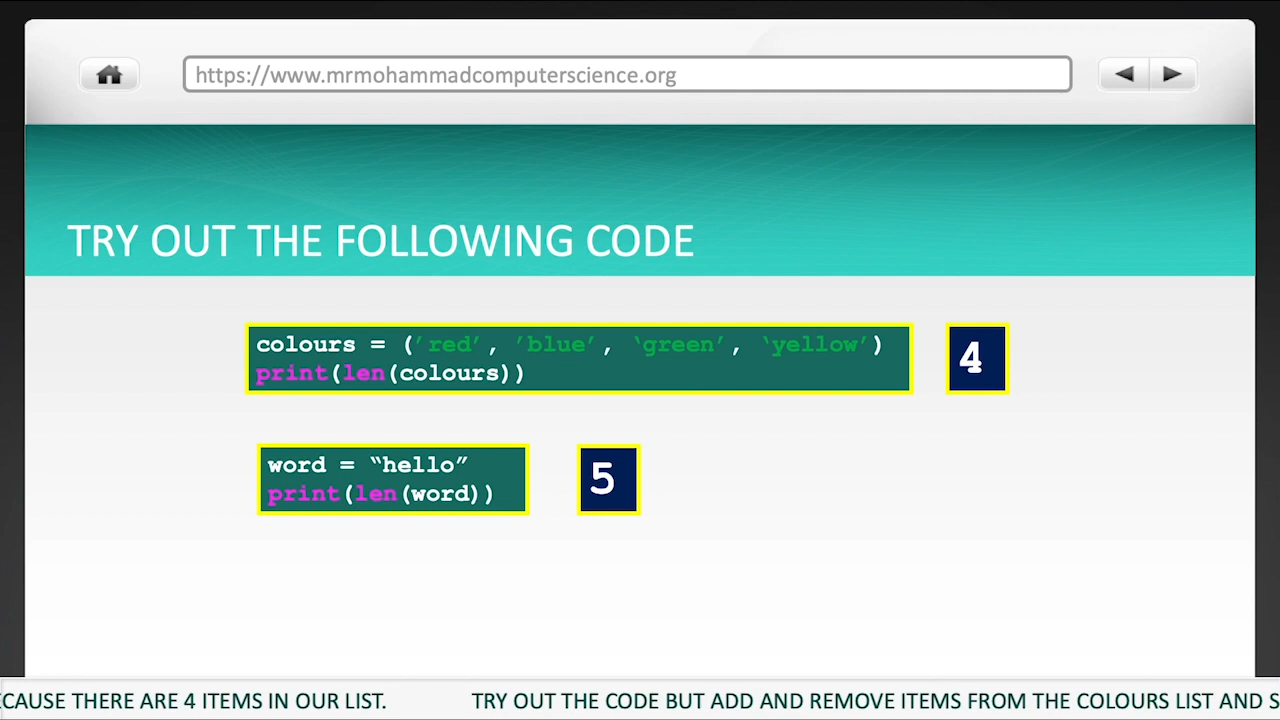 https://www.mrmohammadcomputerscience.org
TRY OUT THE FOLLOWING CODE
colours = (’red’, ’blue’, ‘green’, ‘yellow’)
print(len(colours))
4
word = “hello”
print(len(word))
5
ECAUSE THERE ARE 4 ITEMS IN OUR LIST. TRY OUT THE CODE BUT ADD AND REMOVE ITEMS FROM THE COLOURS LIST AND S